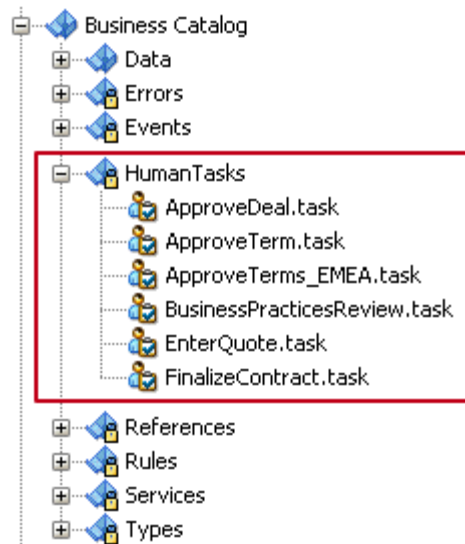 Business Catalog
Data
Errors
Events
HumanTasks
ApproveDeal.task
ApproveTerm.task
ApproveTerms_EMEA.task
BusinessPracticesReview.task
EnterQuote.task
FinalizeContract.task
References
Rules
Services
Types